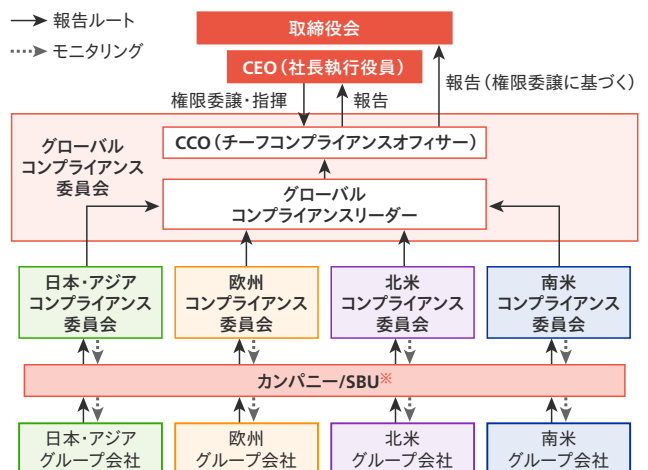 報告ルート
モニタリング
取締役会
CEO（社長執行役員）
権限委譲・指揮
報告
報告（権限委譲に基づく）
グローバル
コンプライアンス
委員会
CCO（チーフコンプライアンスオフィサー）
グローバル
コンプライアンスリーダー
日本・アジア
コンプライアンス
委員会
欧州
コンプライアンス
委員会
北米
コンプライアンス
委員会
南米
コンプライアンス
委員会
カンパニー/SBU※
日本・アジア
グループ会社
欧州
グループ会社
北米
グループ会社
南米
グループ会社